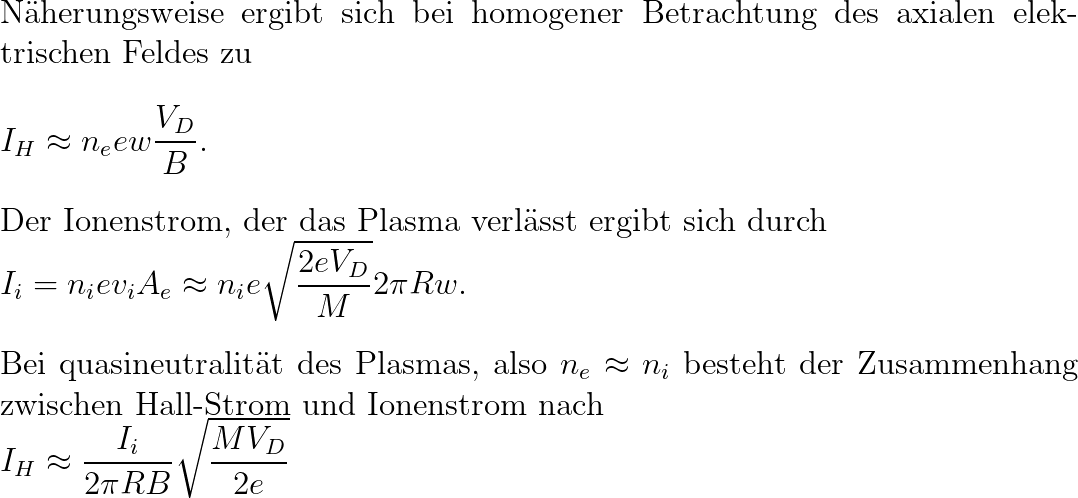 Näherungsweise ergibt sich bei homogener Betrachtung des axialen elek-
trischen Feldes zu
$I_H \approx n_e e w \frac{V_D}{B}.$
Der Ionenstrom, der das Plasma verlässt ergibt sich durch
$I_i = n_i e v_i A_e \approx n_i e \sqrt{\frac{2eV_D}{M}} 2\pi R w.$
Bei quasineutralität des Plasmas, also $n_e \approx n_i$ besteht der Zusammenhang
zwischen Hall-Strom und Ionenstrom nach
$I_H \approx \frac{I_i}{2\pi R B} \sqrt{\frac{M V_D}{2e}}$